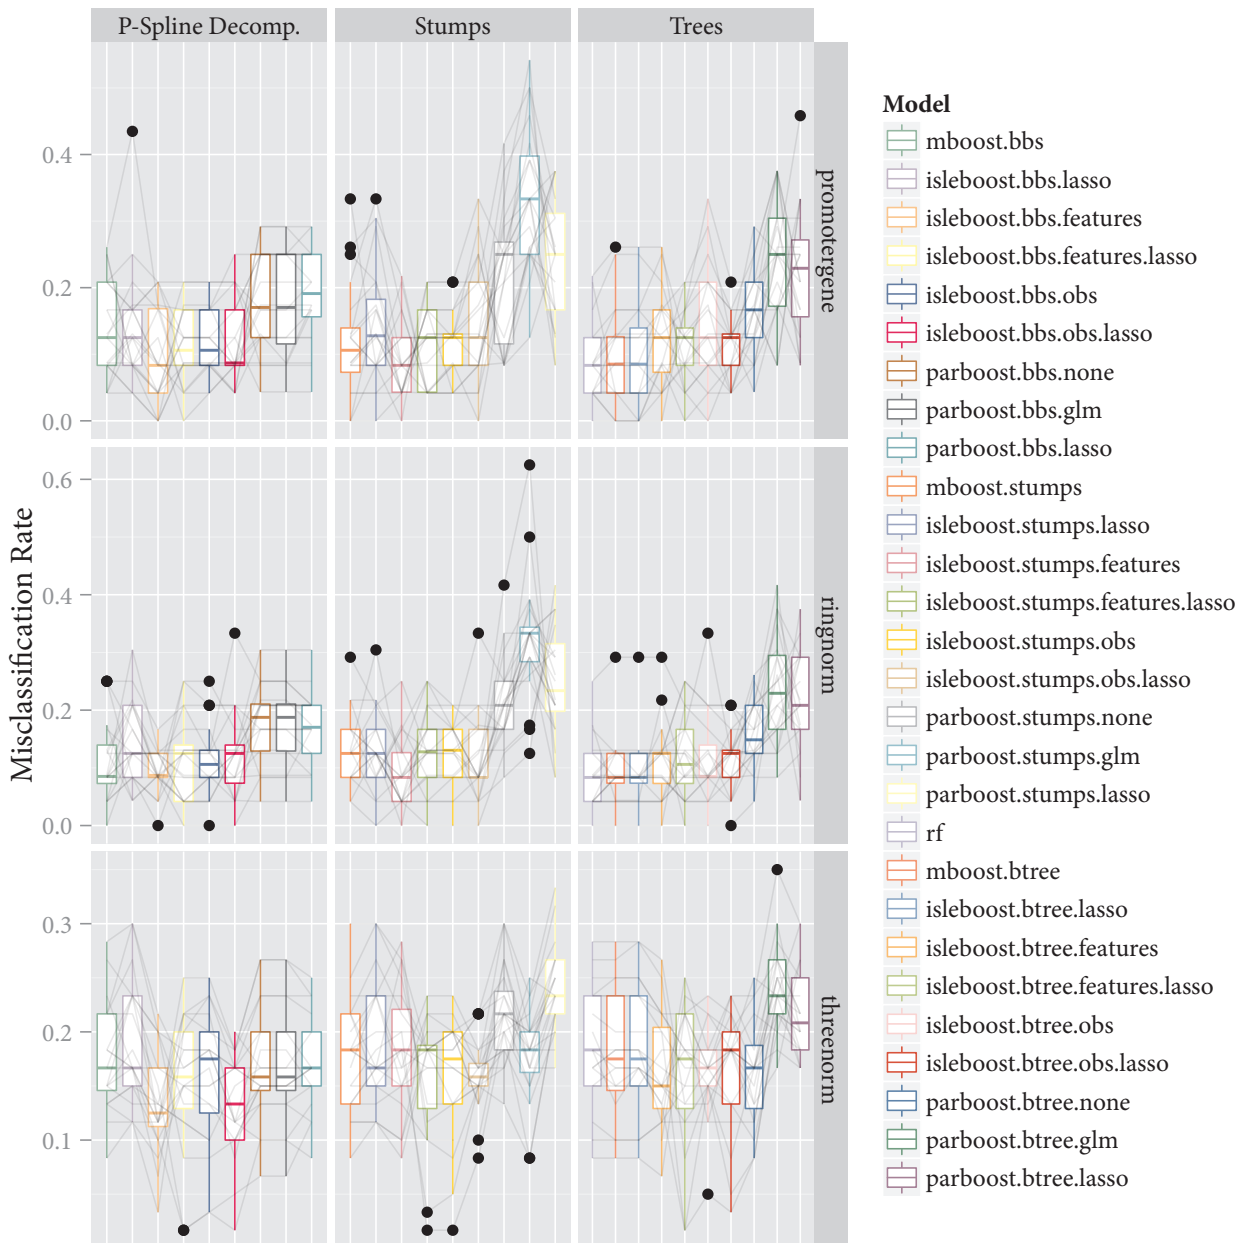 P-Spline Decomp.
Stumps
Trees
Misclassification Rate
0.4
0.2
0.0
promotergene
0.6
0.4
0.2
0.0
ringnorm
0.3
0.2
0.1
threenorm
Model
mboost.bbs
isleboost.bbs.lasso
isleboost.bbs.features
isleboost.bbs.features.lasso
isleboost.bbs.obs
isleboost.bbs.obs.lasso
parboost.bbs.none
parboost.bbs.glm
parboost.bbs.lasso
mboost.stumps
isleboost.stumps.lasso
isleboost.stumps.features
isleboost.stumps.features.lasso
isleboost.stumps.obs
isleboost.stumps.obs.lasso
parboost.stumps.none
parboost.stumps.glm
parboost.stumps.lasso
rf
mboost.btree
isleboost.btree.lasso
isleboost.btree.features
isleboost.btree.features.lasso
isleboost.btree.obs
isleboost.btree.obs.lasso
parboost.btree.none
parboost.btree.glm
parboost.btree.lasso